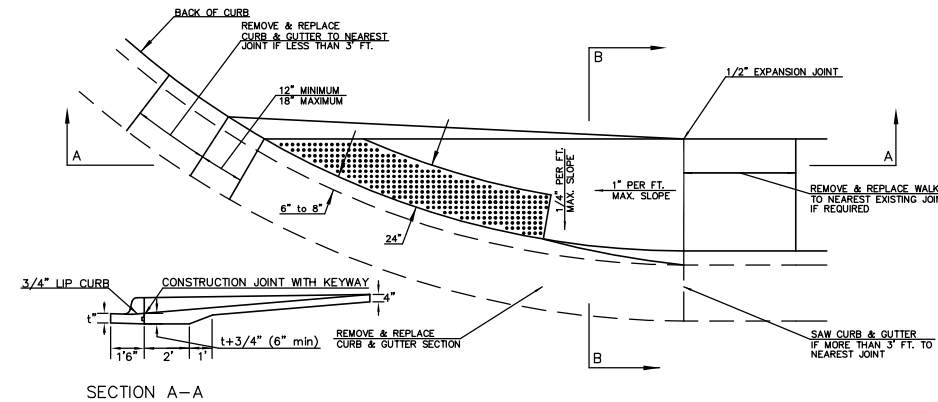 BACK OF CURB
REMOVE & REPLACE
CURB & GUTTER TO NEAREST
JOINT IF LESS THAN 3' FT.
12" MINIMUM
18" MAXIMUM
B
1/2" EXPANSION JOINT
A
A
1/4" PER FT.
MAX. SLOPE
1" PER FT.
MAX. SLOPE
REMOVE & REPLACE WALK
TO NEAREST EXISTING JOIN
IF REQUIRED
6" to 8"
24"
3/4" LIP CURB
CONSTRUCTION JOINT WITH KEYWAY
4"
t"
t+3/4" (6" min)
1'6"
2'
1'
REMOVE & REPLACE
CURB & GUTTER SECTION
SAW CURB & GUTTER
IF MORE THAN 3' FT. TO
NEAREST JOINT
B
SECTION A-A